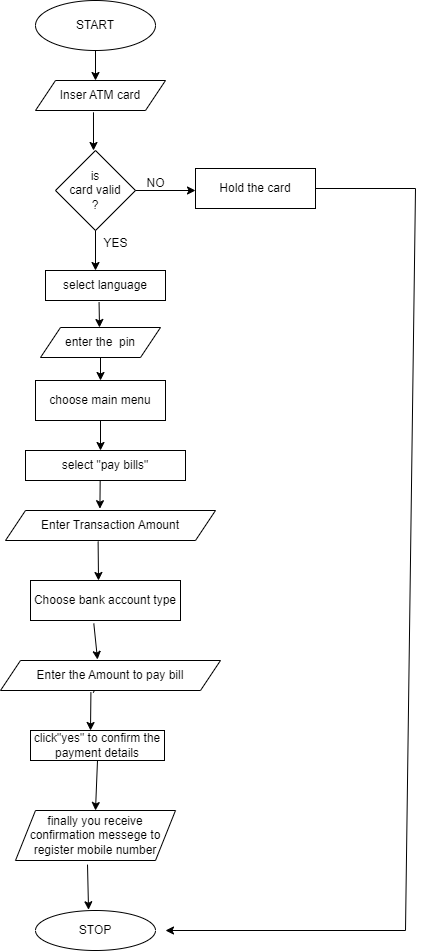 START
Inser ATM card
is
card valid
?
NO
Hold the card
YES
select language
enter the pin
choose main menu
select "pay bills"
Enter Transaction Amount
Choose bank account type
Enter the Amount to pay bill
click"yes" to confirm the
payment details
finally you receive
confirmation messege to
register mobile number
STOP